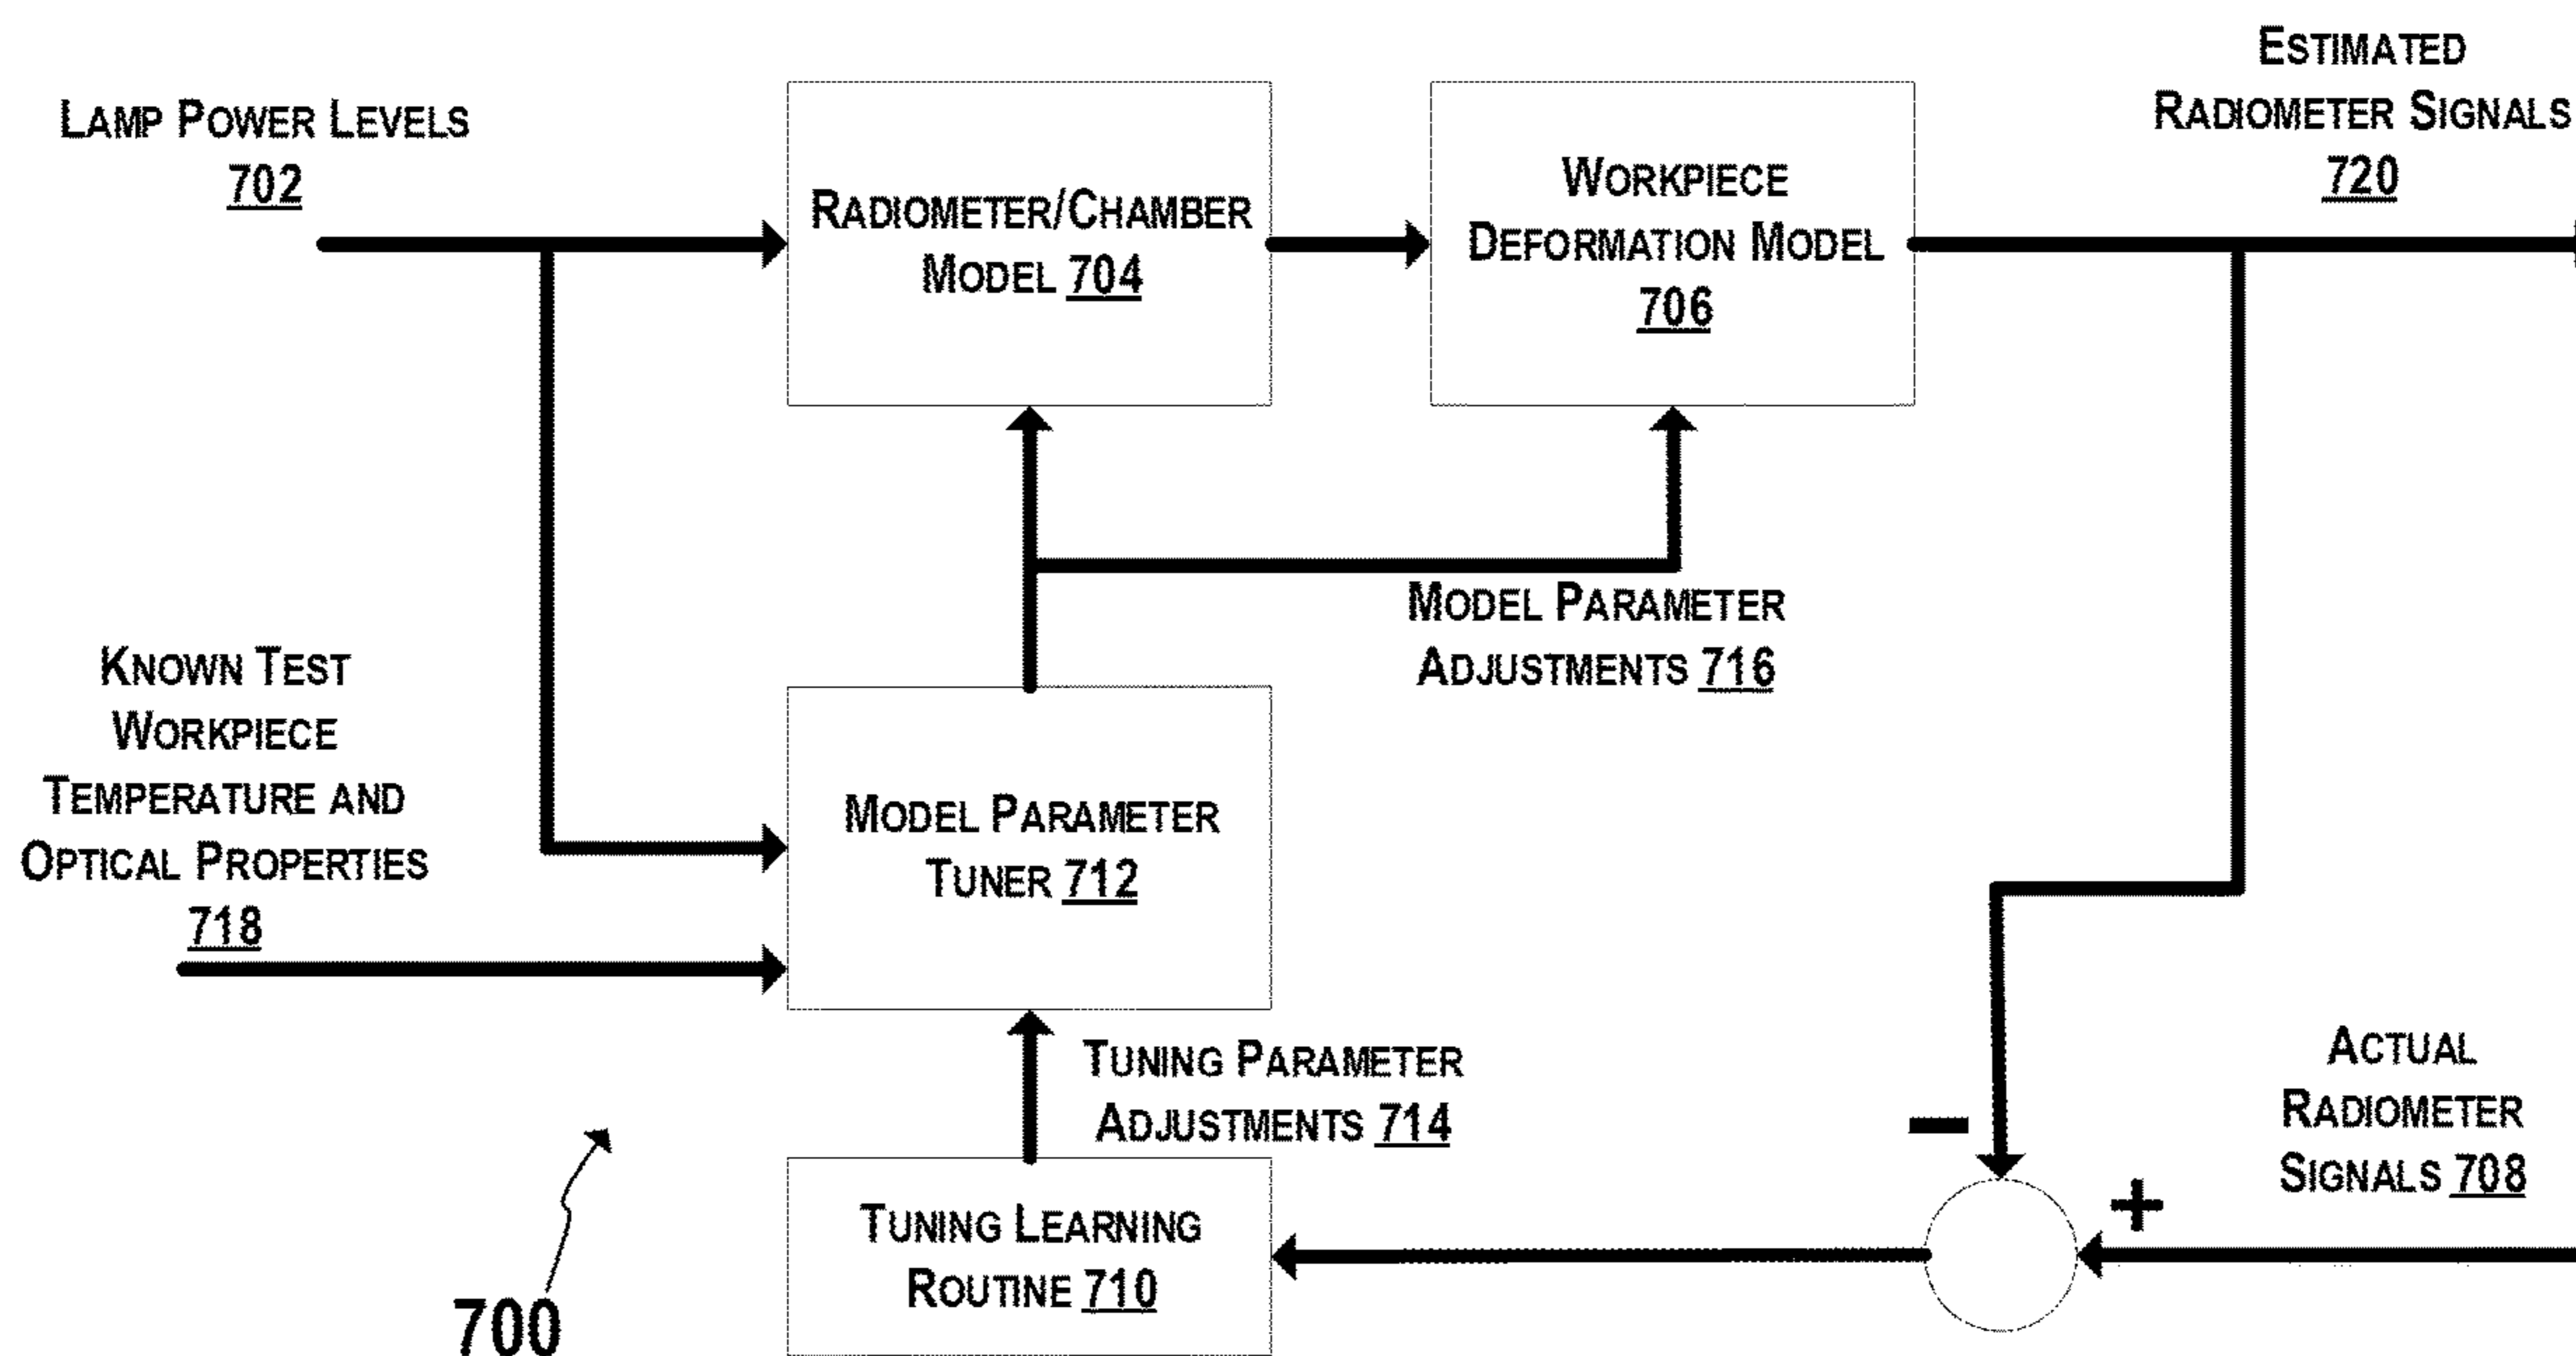 LAMP POWER LEVELS
702
RADIOMETER/CHAMBER
MODEL 704
WORKPIECE
DEFORMATION MODEL
706
ESTIMATED
RADIOMETER SIGNALS
720
MODEL PARAMETER
ADJUSTMENTS 716
KNOWN TEST
WORKPIECE
TEMPERATURE AND
OPTICAL PROPERTIES
718
MODEL PARAMETER
TUNER 712
TUNING PARAMETER
ADJUSTMENTS 714
ACTUAL
RADIOMETER
SIGNALS 708
−
+
TUNING LEARNING
ROUTINE 710
700